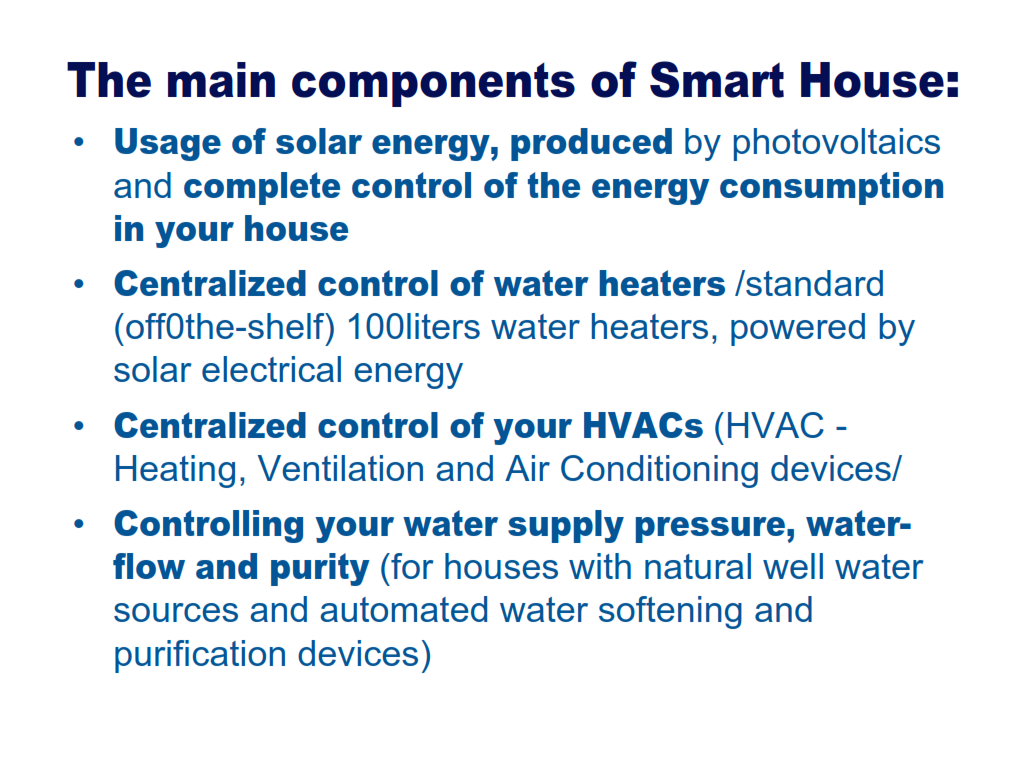 The main components of Smart House:
• Usage of solar energy, produced by photovoltaics
and complete control of the energy consumption
in your house
• Centralized control of water heaters /standard
(off0the-shelf) 100liters water heaters, powered by
solar electrical energy
• Centralized control of your HVACs (HVAC -
Heating, Ventilation and Air Conditioning devices/
• Controlling your water supply pressure, water-
flow and purity (for houses with natural well water
sources and automated water softening and
purification devices)